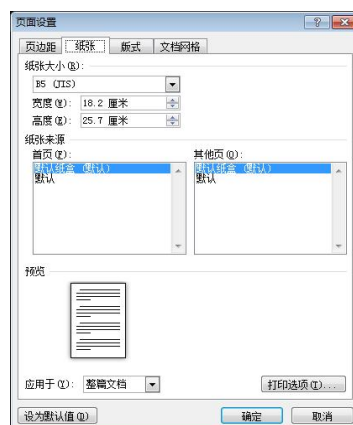 页面设置
页边距 纸张 版式 文档网格
纸张大小(R):
B5 (JIS)
宽度(W): 18.2 厘米
高度(E): 25.7 厘米
纸张来源
首页(F): 其他页(O):
默认纸盒 (默认) 默认纸盒 (默认)
默认 默认
预览
应用于(Y): 整篇文档 打印选项(T)...
设为默认值(D) 确定 取消